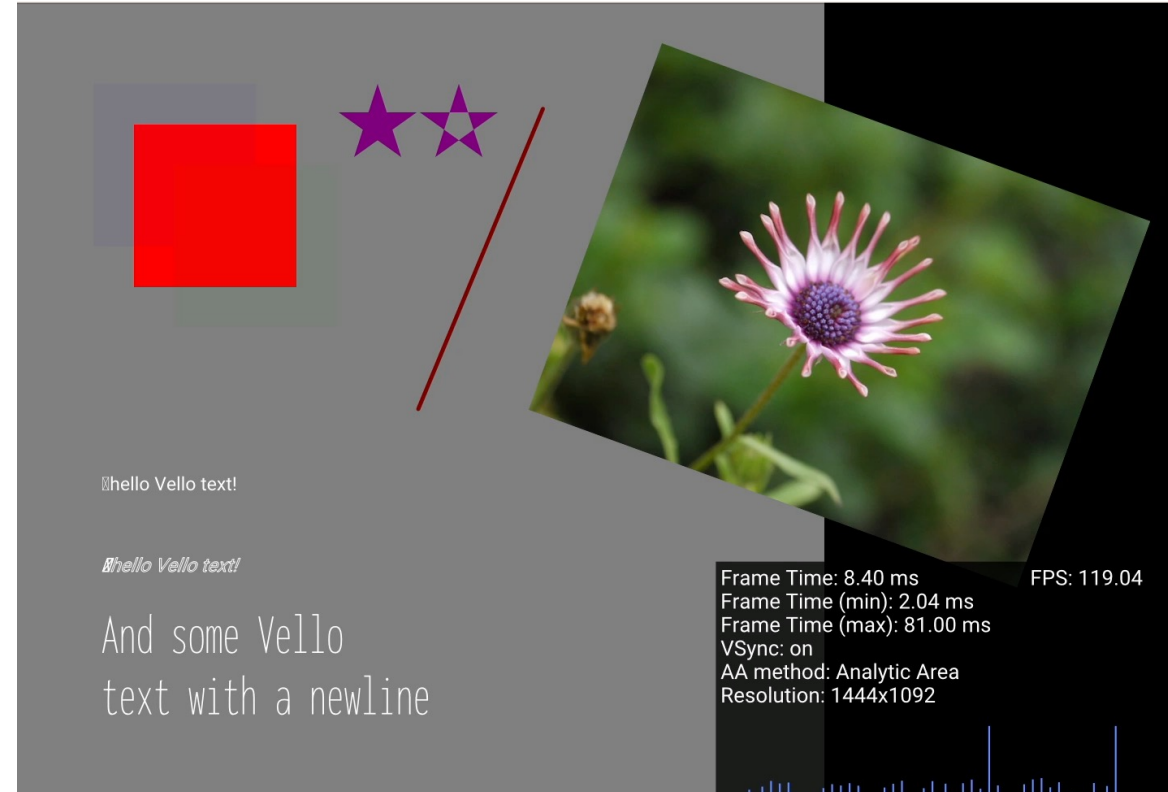 hello Vello text!
hello Vello text!
And some Vello
text with a newline
Frame Time: 8.40 ms FPS: 119.04
Frame Time (min): 2.04 ms
Frame Time (max): 81.00 ms
VSync: on
AA method: Analytic Area
Resolution: 1444x1092